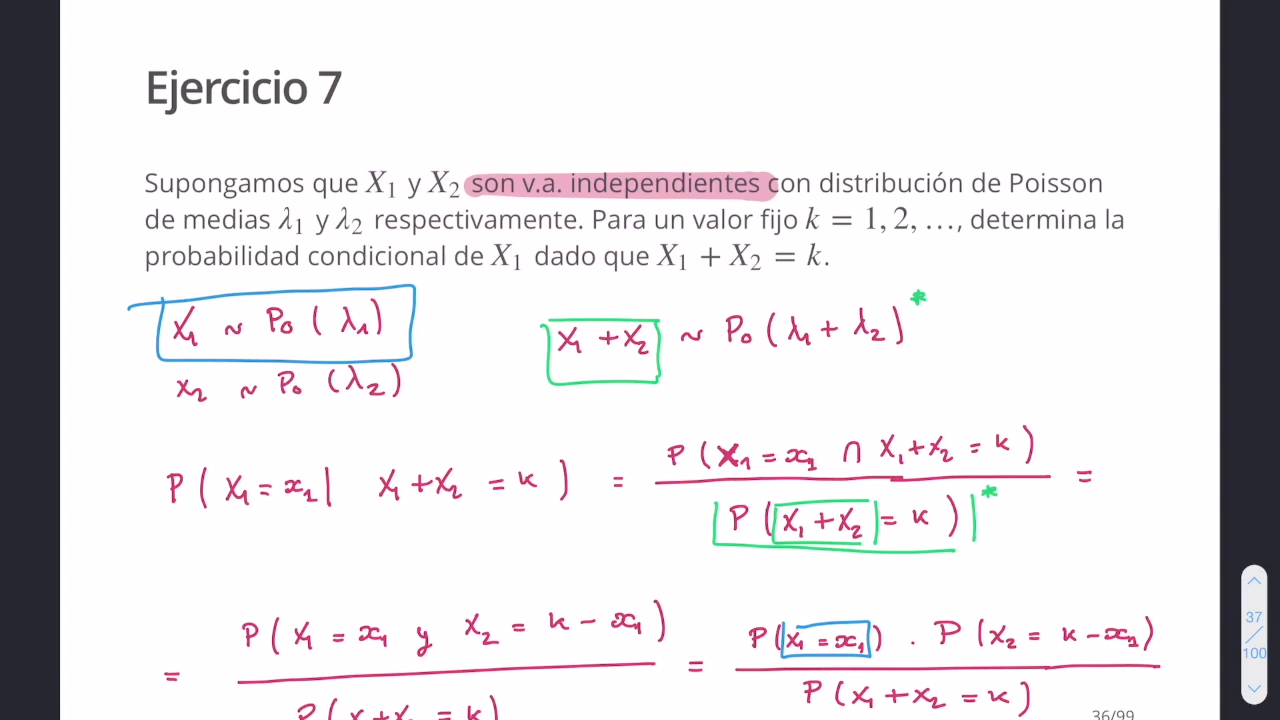 Ejercicio 7
Supongamos que X₁ y X₂ son v.a. independientes con distribución de Poisson
de medias λ₁ y λ₂ respectivamente. Para un valor fijo k = 1, 2, …, determina la
probabilidad condicional de X₁ dado que X₁ + X₂ = k.
X₁ ~ Po (λ₁)
X₁ + X₂ ~ Po (λ₁ + λ₂)*
X₂ ~ Po (λ₂)
P ( X₁ = x₁ | X₁ + X₂ = k ) = P ( X₁ = x₁ ∩ X₁ + X₂ = k ) =
P ( X₁ + X₂ = k ) *
= P ( X₁ = x₁ y X₂ = k − x₁ ) = P ( X₁ = x₁ ) . P ( X₂ = k − x₁ )
P ( X₁ + X₂ = k ) P ( X₁ + X₂ = k )
37
100
36/99